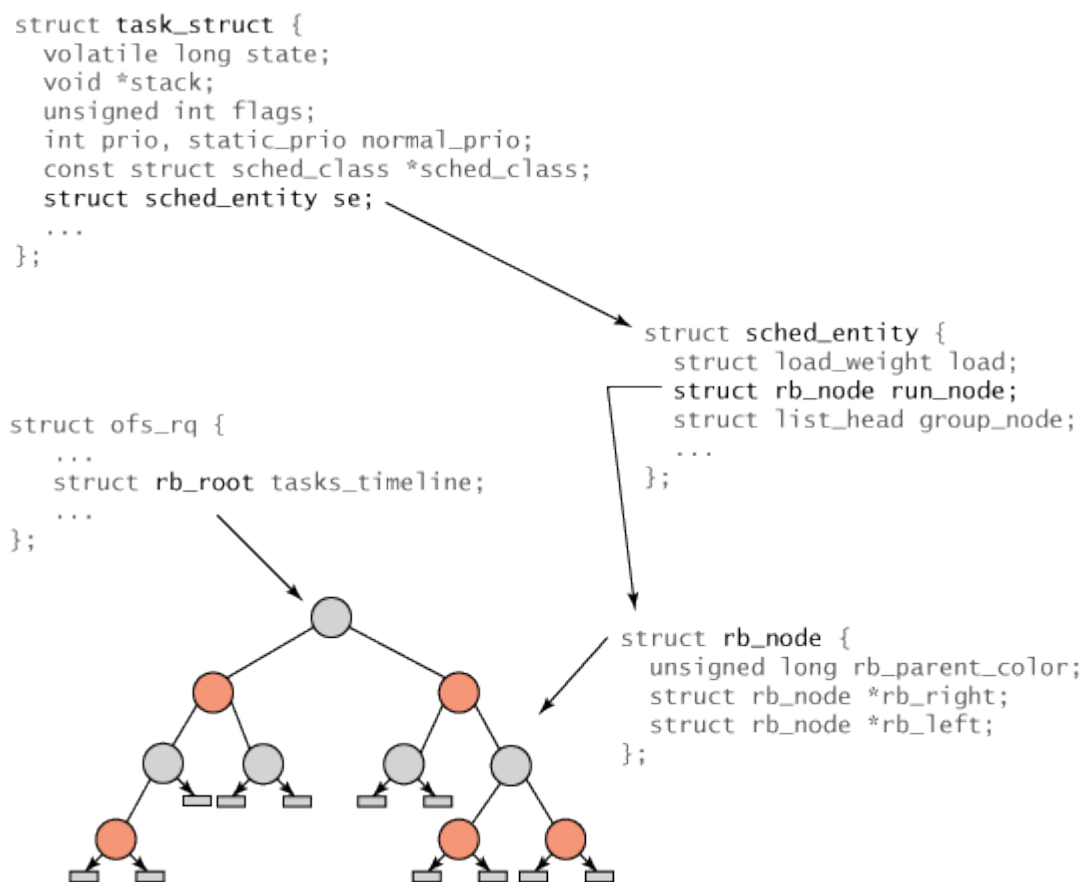 struct task_struct {
volatile long state;
void *stack;
unsigned int flags;
int prio, static_prio normal_prio;
const struct sched_class *sched_class;
struct sched_entity se;
...
};
struct sched_entity {
struct load_weight load;
struct rb_node run_node;
struct list_head group_node;
...
};
struct ofs_rq {
...
struct rb_root tasks_timeline;
...
};
struct rb_node {
unsigned long rb_parent_color;
struct rb_node *rb_right;
struct rb_node *rb_left;
};